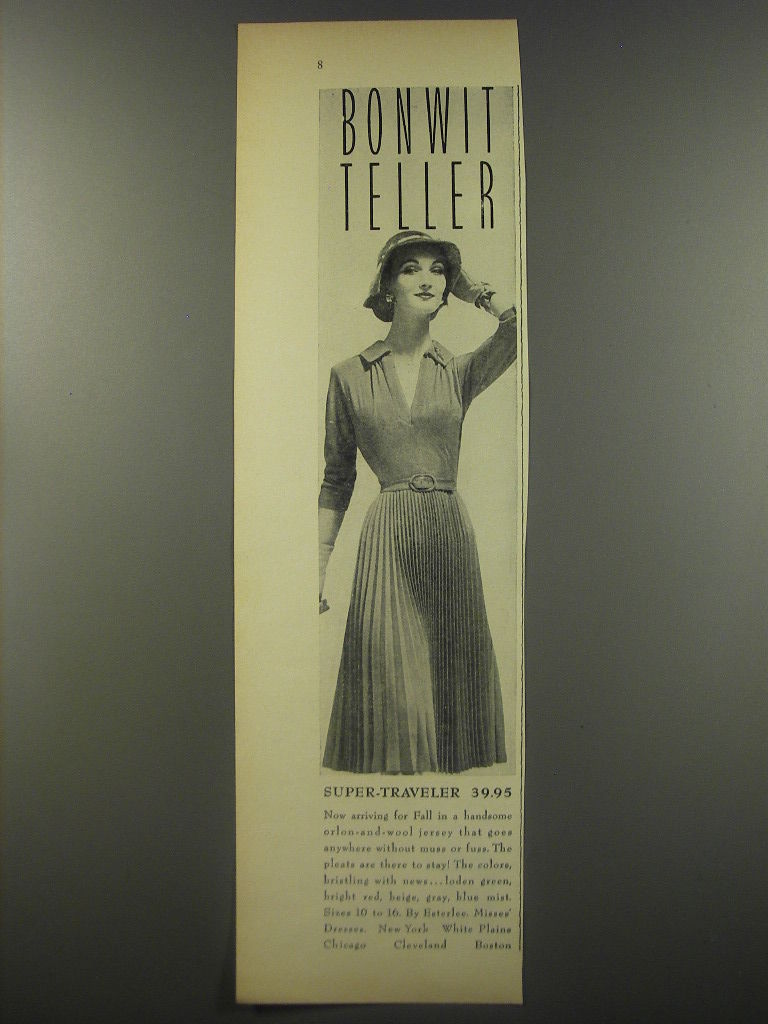 8
BONWIT
TELLER
SUPER-TRAVELER 39.95
Now arriving for Fall in a handsome
orlon-and-wool jersey that goes
anywhere without muss or fuss. The
pleats are there to stay! The colors,
bristling with news...loden green,
bright red, beige, gray, blue mist.
Sizes 10 to 16. By Esterlee. Misses'
Dresses. New York White Plains
Chicago Cleveland Boston